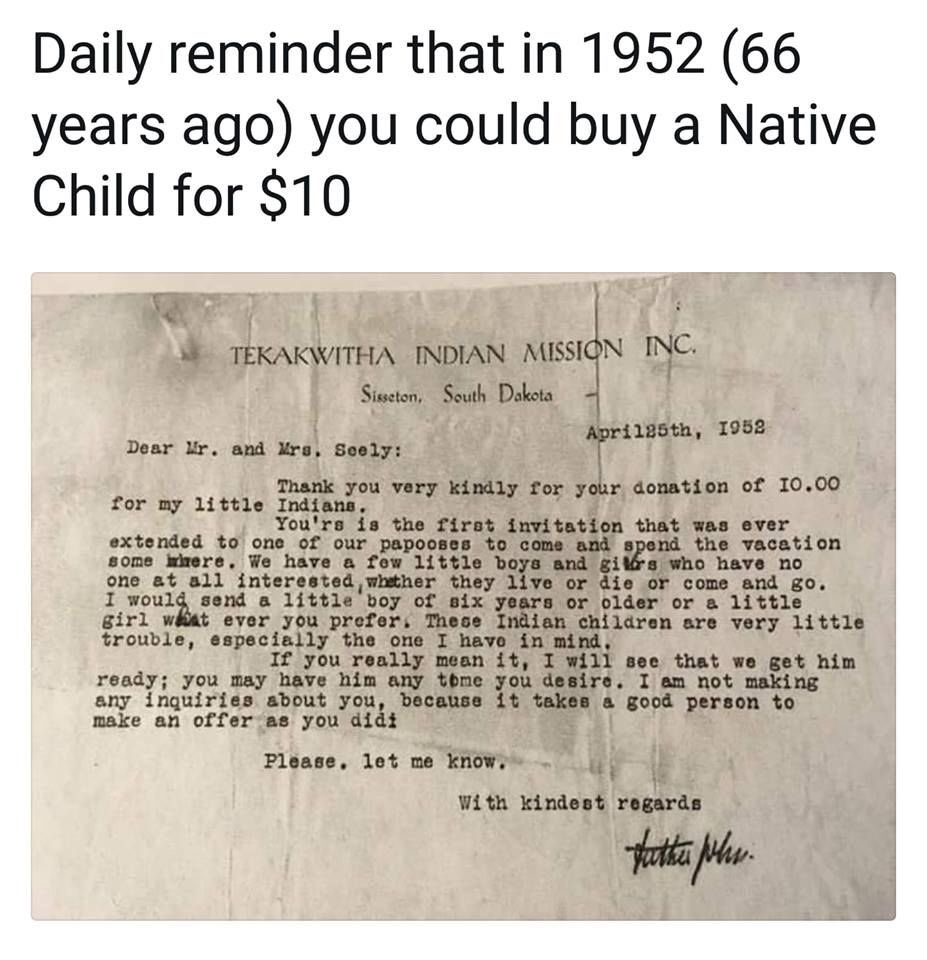 Daily reminder that in 1952 (66
years ago) you could buy a Native
Child for $10
TEKAKWITHA INDIAN MISSION INC.
Sisseton, South Dakota
April25th, 1952
Dear Mr. and Mrs. Seely:
Thank you very kindly for your donation of 10.00
for my little Indians.
You'rs is the first invitation that was ever
extended to one of our papooses to come and spend the vacation
some where. We have a few little boys and gilrs who have no
one at all interested, whether they live or die or come and go.
I would send a little boy of six years or older or a little
girl what ever you prefer. These Indian children are very little
trouble, especially the one I have in mind.
If you really mean it, I will see that we get him
ready; you may have him any tome you desire. I am not making
any inquiries about you, because it takes a good person to
make an offer as you did!
Please. let me know.
With kindest regards
Father John.